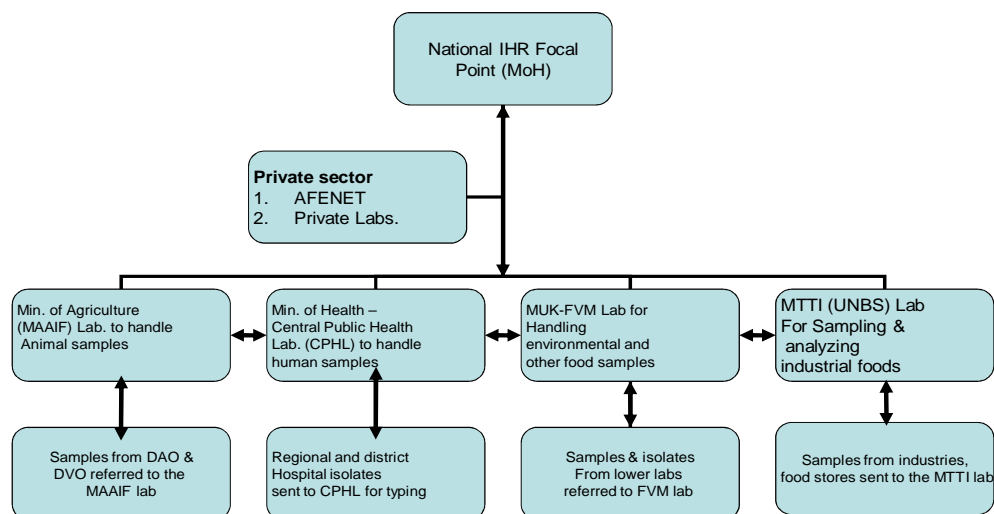 National IHR Focal
Point (MoH)
Private sector
1. AFENET
2. Private Labs.
Min. of Agriculture
(MAAIF) Lab. to handle
Animal samples
Min. of Health –
Central Public Health
Lab. (CPHL) to handle
human samples
MUK-FVM Lab for
Handling
environmental and
other food samples
MTTI (UNBS) Lab
For Sampling &
analyzing
industrial foods
Samples from DAO &
DVO referred to the
MAAIF lab
Regional and district
Hospital isolates
sent to CPHL for typing
Samples & isolates
From lower labs
referred to FVM lab
Samples from industries,
food stores sent to the MTTI lab